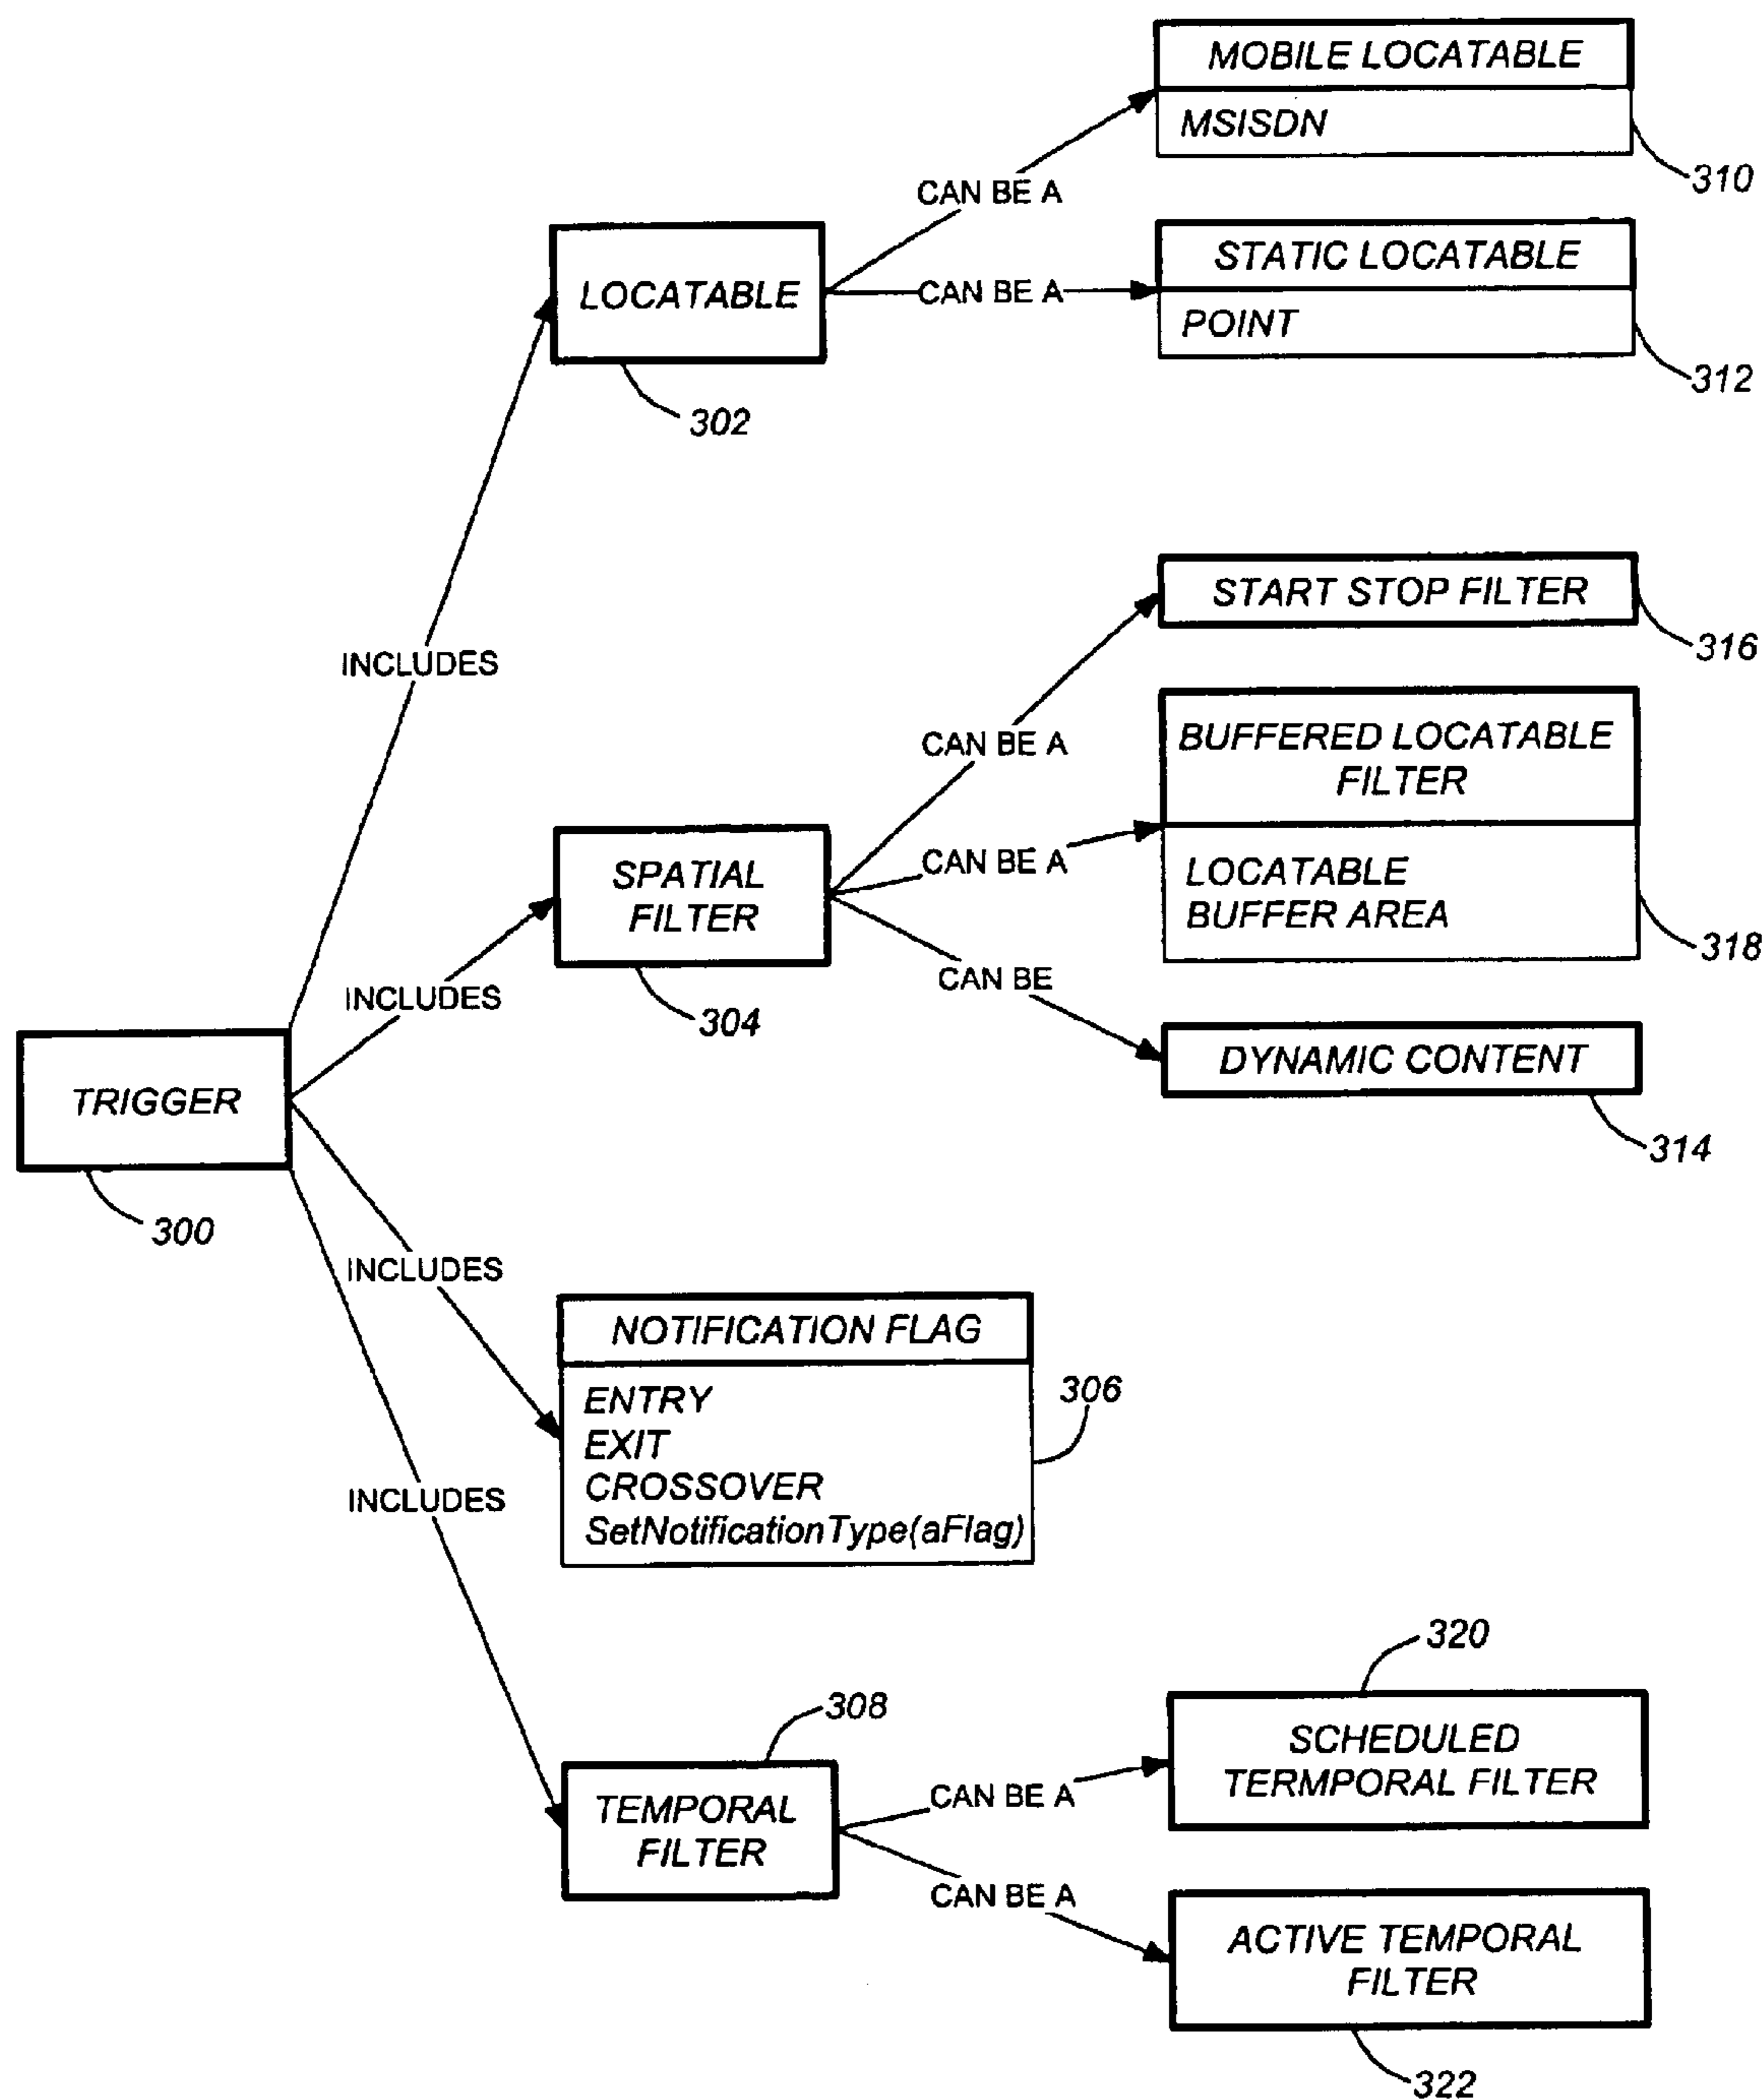 MOBILE LOCATABLE
MSISDN
310
CAN BE A
LOCATABLE
302
CAN BE A
STATIC LOCATABLE
POINT
312
INCLUDES
START STOP FILTER
316
CAN BE A
BUFFERED LOCATABLE
FILTER
LOCATABLE
BUFFER AREA
318
CAN BE A
SPATIAL
FILTER
304
CAN BE
DYNAMIC CONTENT
314
INCLUDES
TRIGGER
300
INCLUDES
NOTIFICATION FLAG
ENTRY
EXIT
CROSSOVER
SetNotificationType(aFlag)
306
INCLUDES
308
TEMPORAL
FILTER
320
CAN BE A
SCHEDULED
TERMPORAL FILTER
CAN BE A
ACTIVE TEMPORAL
FILTER
322